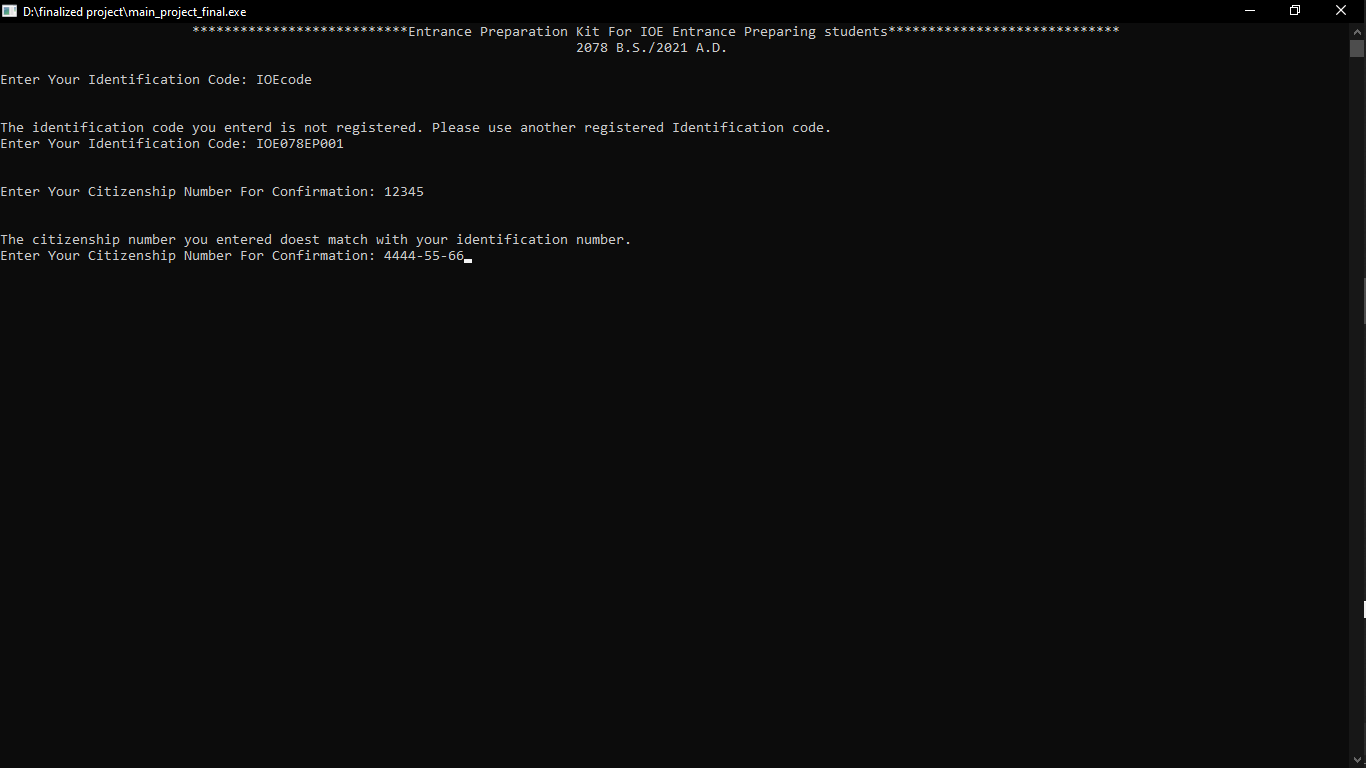 D:\finalized project\main_project_final.exe
***************************Entrance Preparation Kit For IOE Entrance Preparing students*****************************
2078 B.S./2021 A.D.
Enter Your Identification Code: IOEcode
The identification code you enterd is not registered. Please use another registered Identification code.
Enter Your Identification Code: IOE078EP001
Enter Your Citizenship Number For Confirmation: 12345
The citizenship number you entered doest match with your identification number.
Enter Your Citizenship Number For Confirmation: 4444-55-66